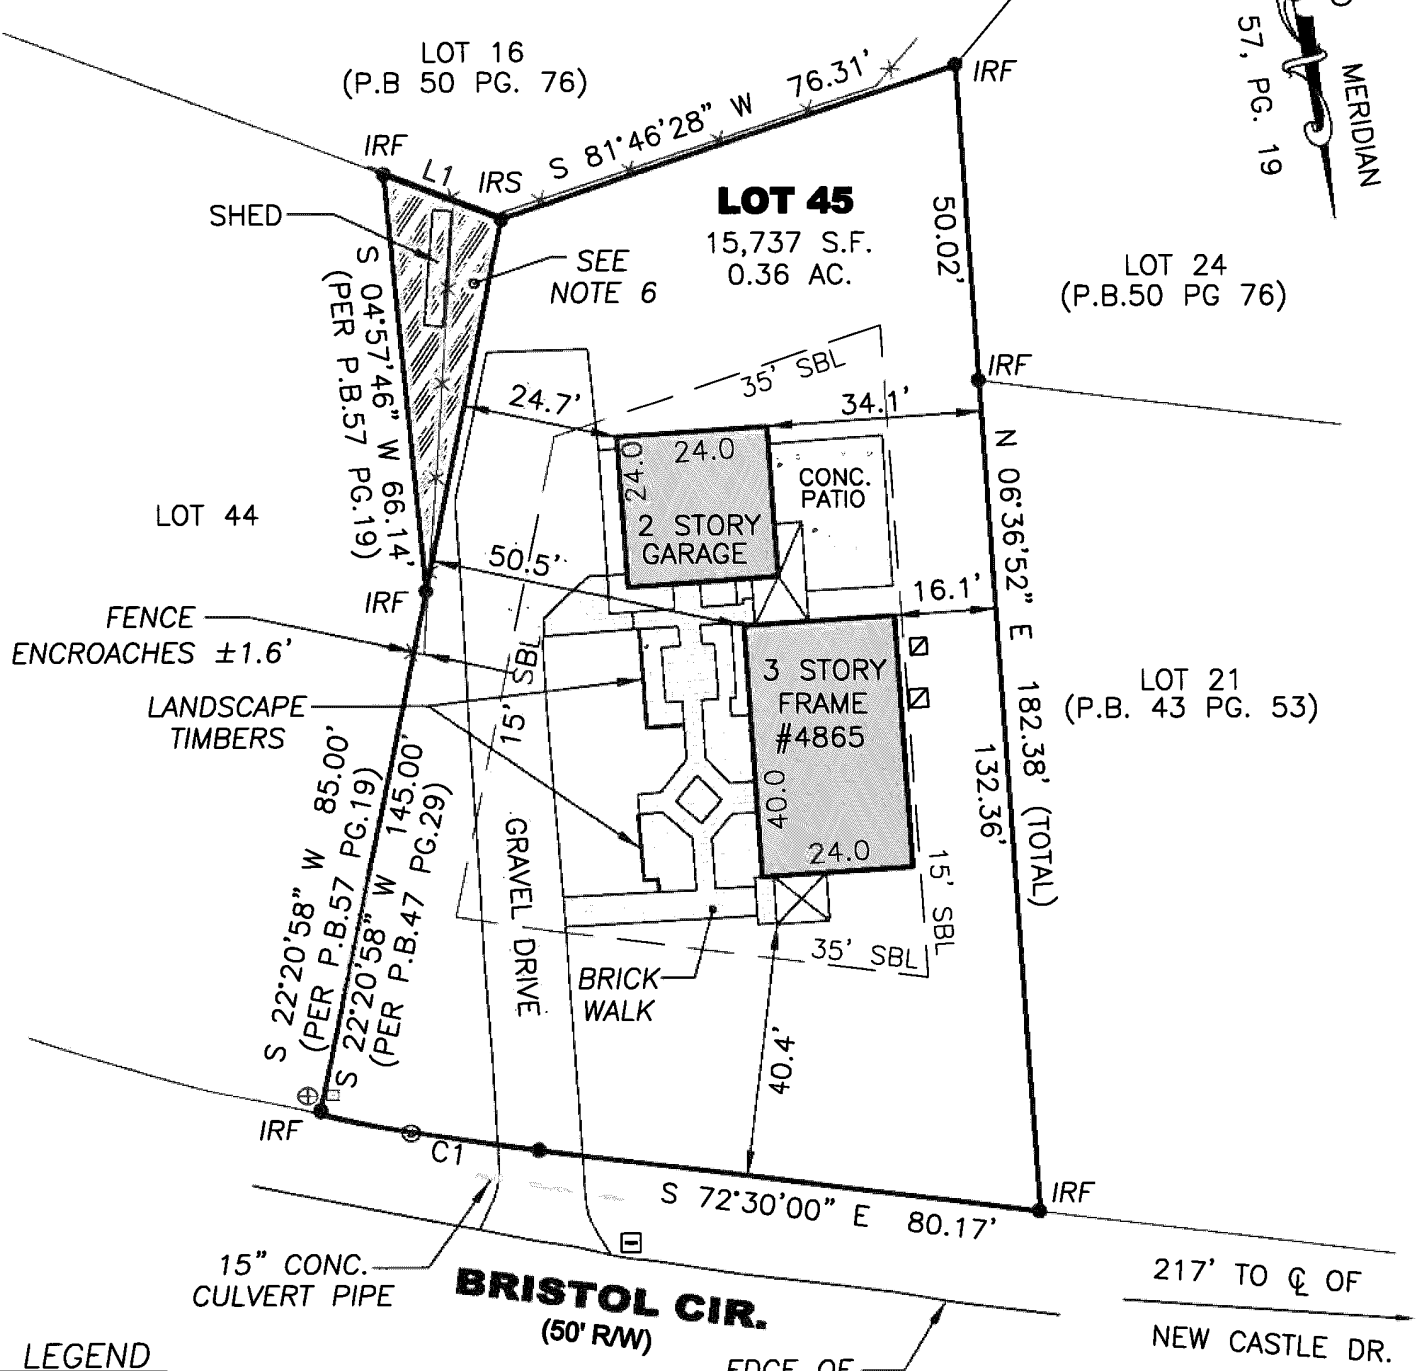 LOT 16
(P.B 50 PG. 76)
57, PG. 19
MERIDIAN
IRF
L1
IRS
S 81°46'28" W 76.31'
IRF
SHED
SEE
NOTE 6
LOT 45
15,737 S.F.
0.36 AC.
50.02'
LOT 24
(P.B.50 PG 76)
S 04°57'46" W 66.14'
(PER P.B.57 PG.19)
35' SBL
IRF
24.7'
34.1'
24.0
24.0
2 STORY
GARAGE
CONC.
PATIO
N 06°36'52" E 182.38' (TOTAL)
132.36'
LOT 44
50.5'
16.1'
IRF
FENCE
ENCROACHES ±1.6'
LANDSCAPE
TIMBERS
15' SBL
3 STORY
FRAME
#4865
40.0
24.0
LOT 21
(P.B. 43 PG. 53)
S 22°20'58" W 85.00'
(PER P.B.57 PG.19)
S 22°20'58" W 145.00'
(PER P.B.47 PG.29)
GRAVEL DRIVE
15' SBL
35' SBL
BRICK
WALK
40.4'
IRF
C1
S 72°30'00" E 80.17'
IRF
15" CONC.
CULVERT PIPE
BRISTOL CIR.
(50' R/W)
217' TO ℄ OF
NEW CASTLE DR.
LEGEND
EDGE OF